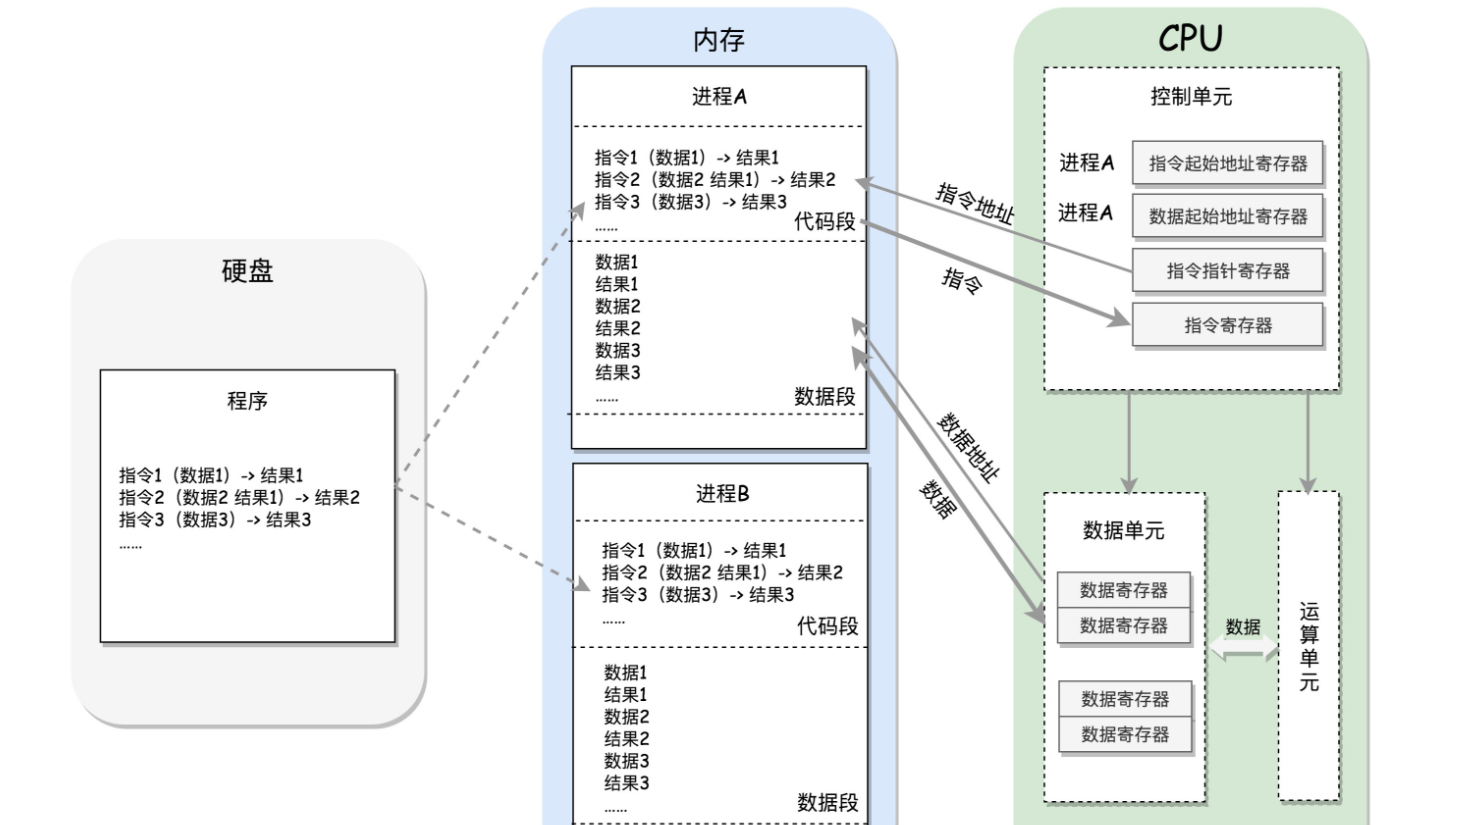 硬盘
程序
指令1（数据1）-> 结果1
指令2（数据2 结果1）-> 结果2
指令3（数据3）-> 结果3
......
内存
进程A
指令1（数据1）-> 结果1
指令2（数据2 结果1）-> 结果2
指令3（数据3）-> 结果3
......
代码段
数据1
结果1
数据2
结果2
数据3
结果3
......
数据段
进程B
指令1（数据1）-> 结果1
指令2（数据2 结果1）-> 结果2
指令3（数据3）-> 结果3
......
代码段
数据1
结果1
数据2
结果2
数据3
结果3
......
数据段
指令地址
指令
数据地址
数据
CPU
控制单元
进程A 指令起始地址寄存器
进程A 数据起始地址寄存器
指令指针寄存器
指令寄存器
数据单元
数据寄存器
数据寄存器
数据寄存器
数据寄存器
数据
运算单元